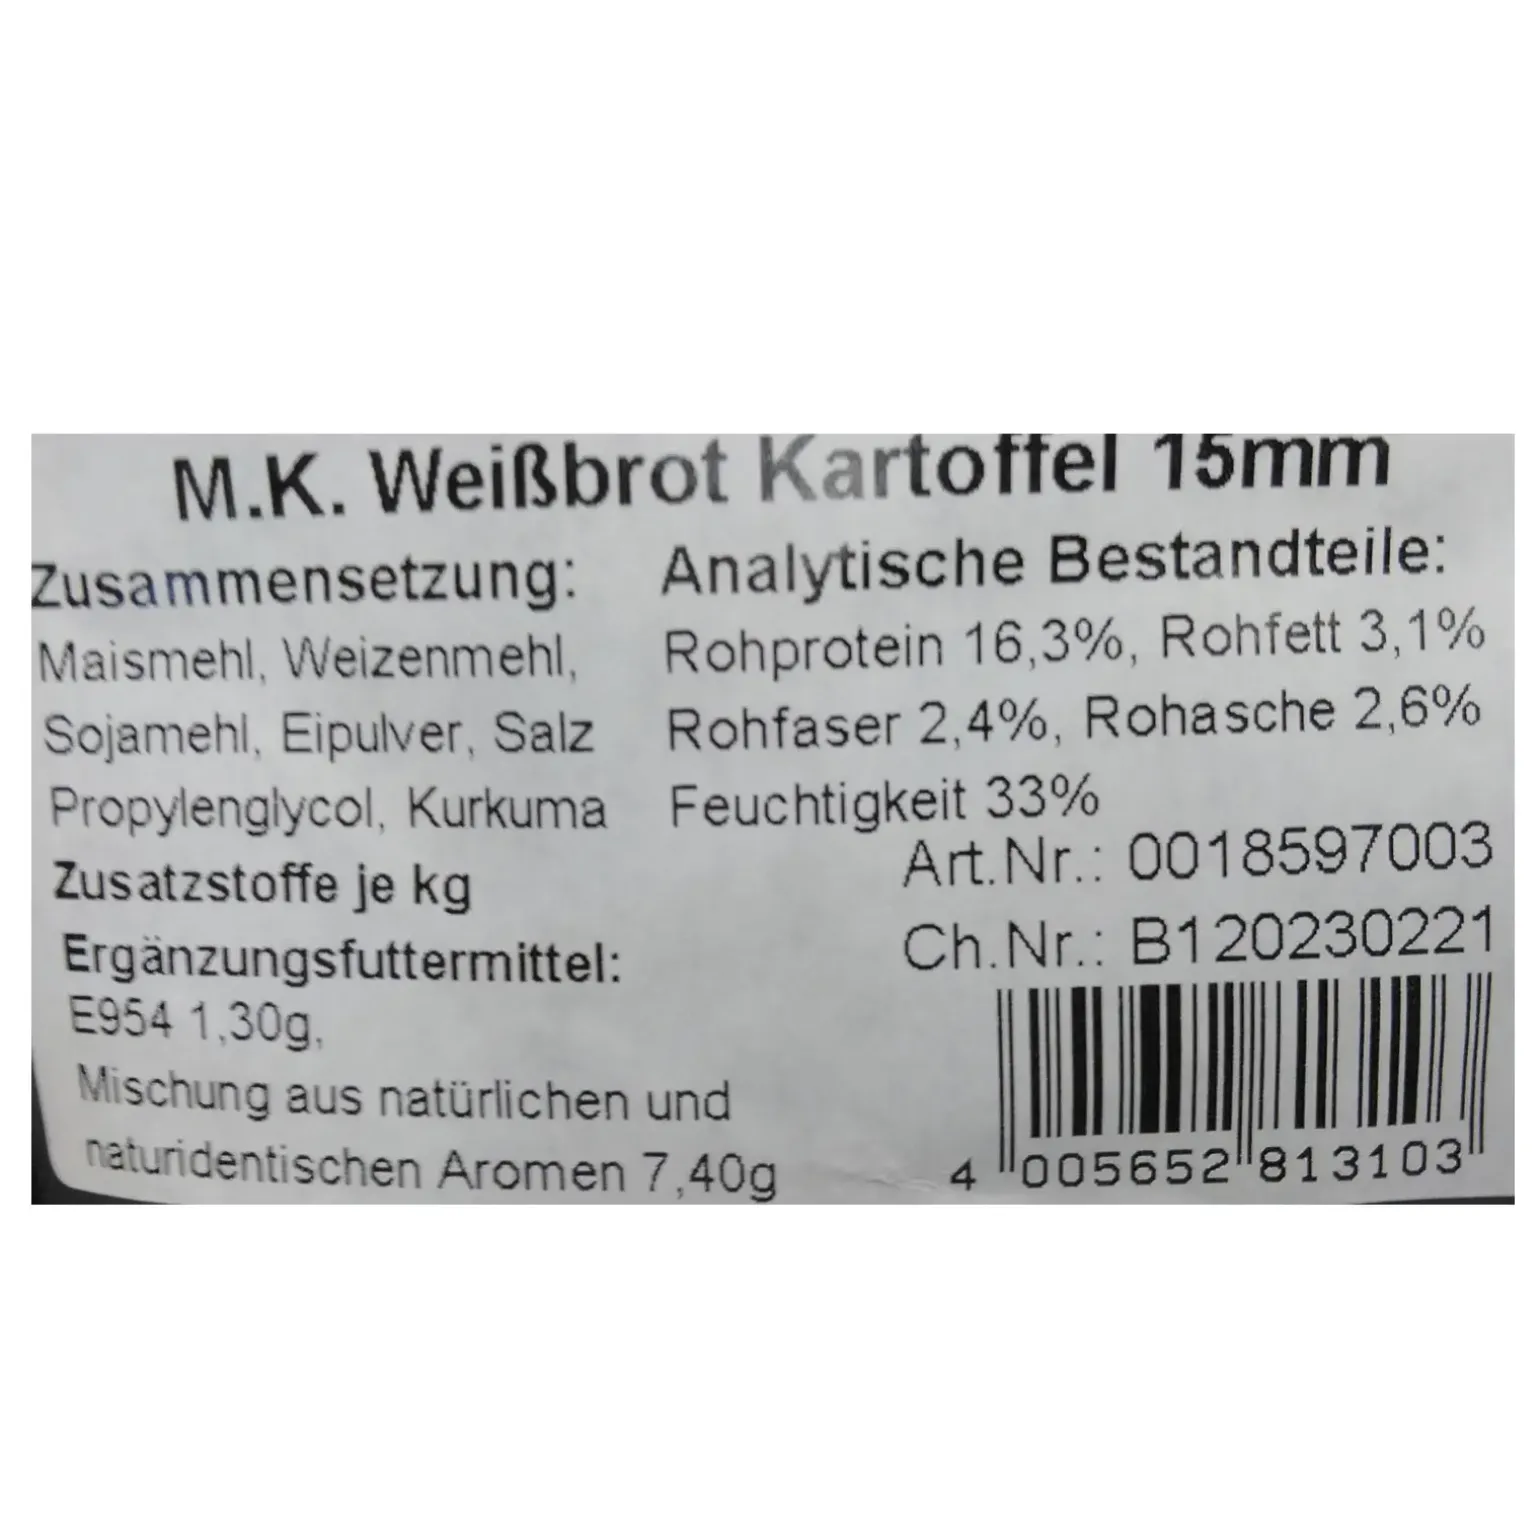 M.K. Weißbrot Kartoffel 15mm
Zusammensetzung:
Maismehl, Weizenmehl,
Sojamehl, Eipulver, Salz
Propylenglycol, Kurkuma
Zusatzstoffe je kg
Ergänzungsfuttermittel:
E954 1,30g,
Mischung aus natürlichen und
naturidentischen Aromen 7,40g
Analytische Bestandteile:
Rohprotein 16,3%, Rohfett 3,1%
Rohfaser 2,4%, Rohasche 2,6%
Feuchtigkeit 33%
Art.Nr.: 0018597003
Ch.Nr.: B120230221
4 005652 813103